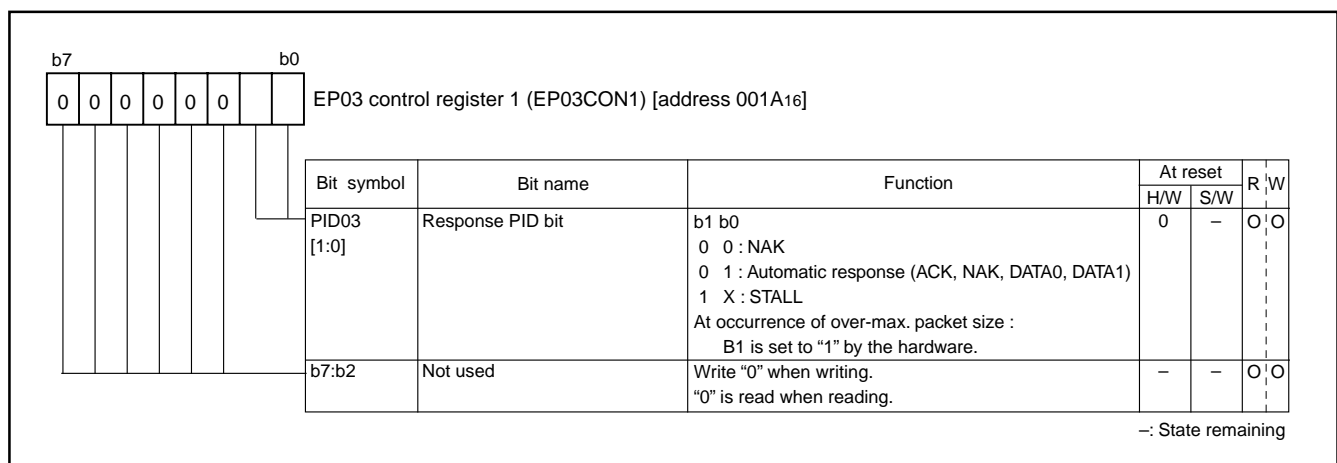 b7 b0
0 0 0 0 0 0
EP03 control register 1 (EP03CON1) [address 001A16]
Bit symbol Bit name Function At reset R W
H/W S/W
PID03 Response PID bit b1 b0 0 – O O
[1:0] 0 0 : NAK
0 1 : Automatic response (ACK, NAK, DATA0, DATA1)
1 X : STALL
At occurrence of over-max. packet size :
B1 is set to “1” by the hardware.
b7:b2 Not used Write “0” when writing. – – O O
“0” is read when reading.
–: State remaining